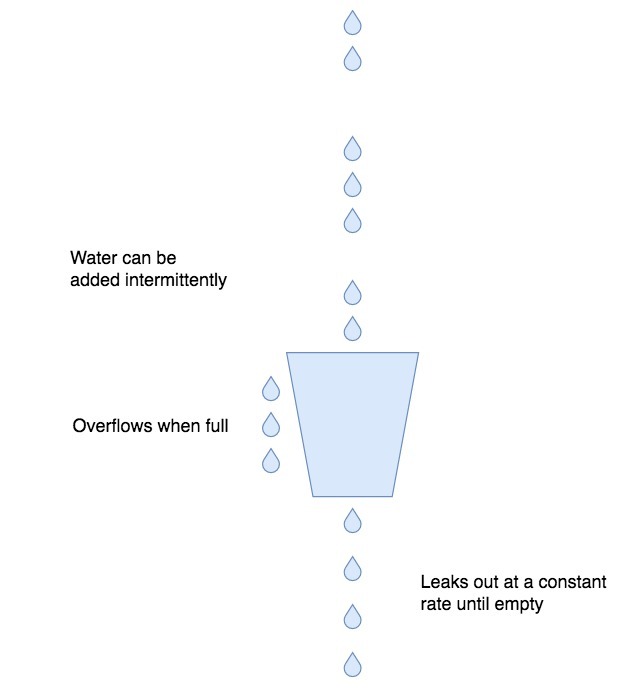 Water can be
added intermittently
Overflows when full
Leaks out at a constant
rate until empty